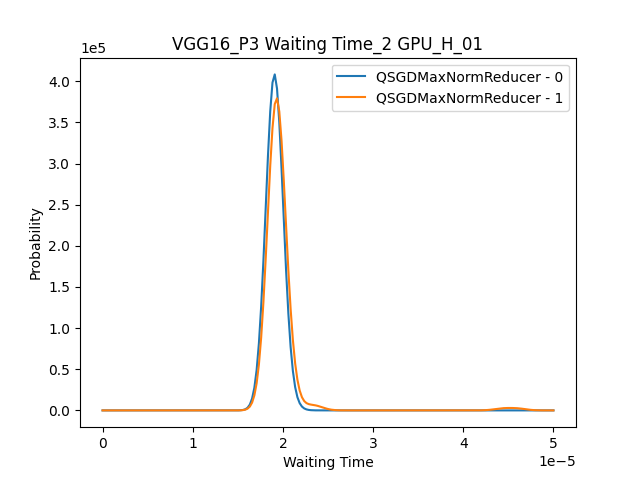 VGG16_P3 Waiting Time_2 GPU_H_01
1e5
QSGDMaxNormReducer - 0
QSGDMaxNormReducer - 1
4.0
3.5
3.0
2.5
2.0
1.5
1.0
0.5
0.0
Probability
0 1 2 3 4 5
Waiting Time
1e−5